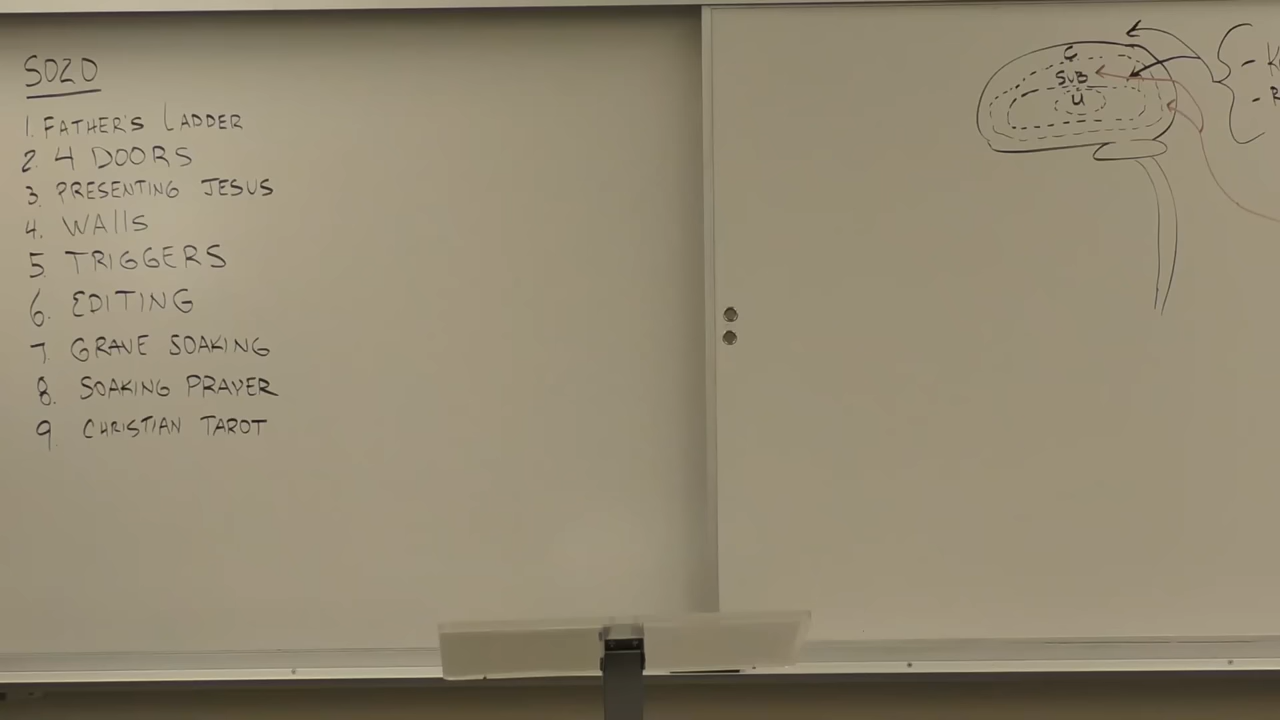 SOZO
1. FATHER'S LADDER
2. 4 DOORS
3. PRESENTING JESUS
4. WALLS
5. TRIGGERS
6. EDITING
7. GRAVE SOAKING
8. SOAKING PRAYER
9. CHRISTIAN TAROT
C
SUB
U